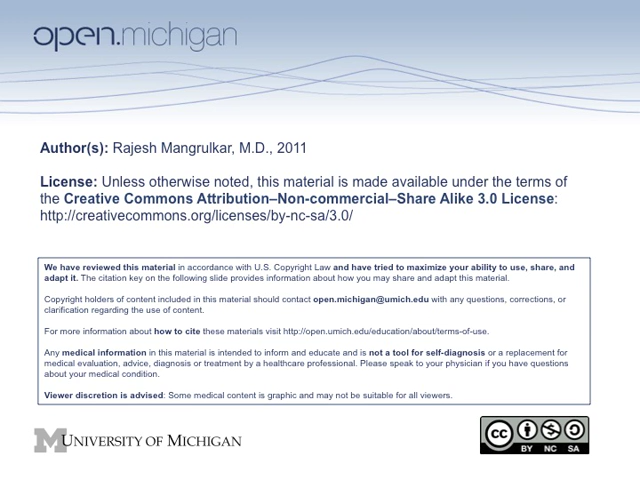 open.michigan
Author(s): Rajesh Mangrulkar, M.D., 2011
License: Unless otherwise noted, this material is made available under the terms of
the Creative Commons Attribution–Non-commercial–Share Alike 3.0 License:
http://creativecommons.org/licenses/by-nc-sa/3.0/
We have reviewed this material in accordance with U.S. Copyright Law and have tried to maximize your ability to use, share, and
adapt it. The citation key on the following slide provides information about how you may share and adapt this material.
Copyright holders of content included in this material should contact open.michigan@umich.edu with any questions, corrections, or
clarification regarding the use of content.
For more information about how to cite these materials visit http://open.umich.edu/education/about/terms-of-use.
Any medical information in this material is intended to inform and educate and is not a tool for self-diagnosis or a replacement for
medical evaluation, advice, diagnosis or treatment by a healthcare professional. Please speak to your physician if you have questions
about your medical condition.
Viewer discretion is advised: Some medical content is graphic and may not be suitable for all viewers.
M UNIVERSITY OF MICHIGAN
cc BY NC SA